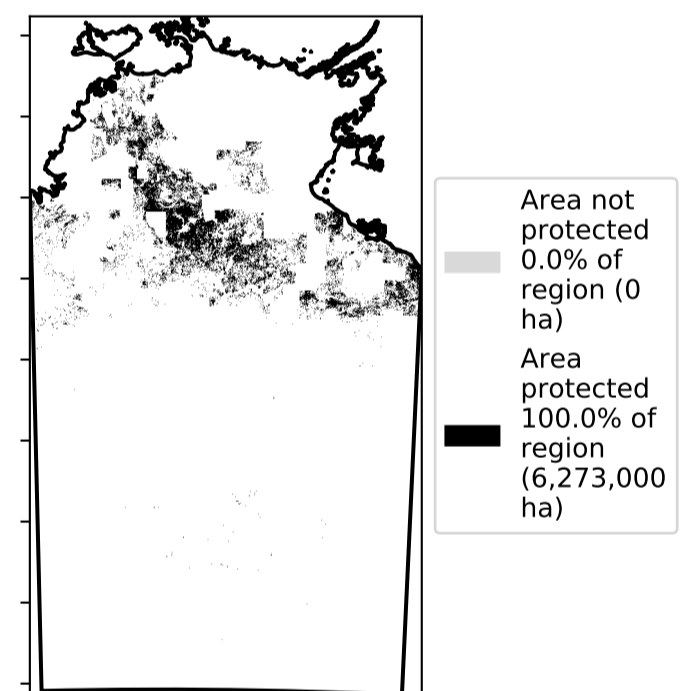 Area not
protected
0.0% of
region (0
ha)
Area
protected
100.0% of
region
(6,273,000
ha)